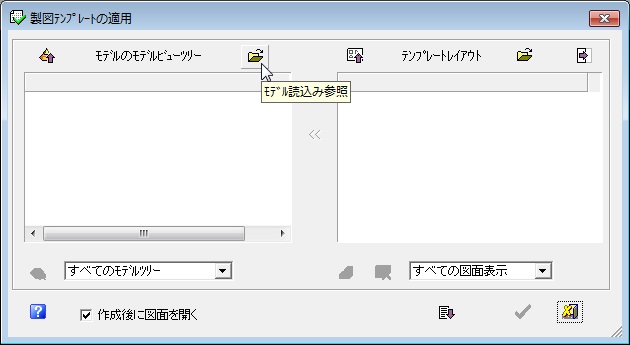 製図ﾃﾝﾌﾟﾚｰﾄの適用
ﾓﾃﾞﾙのﾓﾃﾞﾙﾋﾞｭｰﾂﾘｰ
ﾃﾝﾌﾟﾚｰﾄﾚｲｱｳﾄ
ﾓﾃﾞﾙ読込み参照
<<
すべてのﾓﾃﾞﾙﾂﾘｰ
すべての図面表示
?
作成後に図面を開く